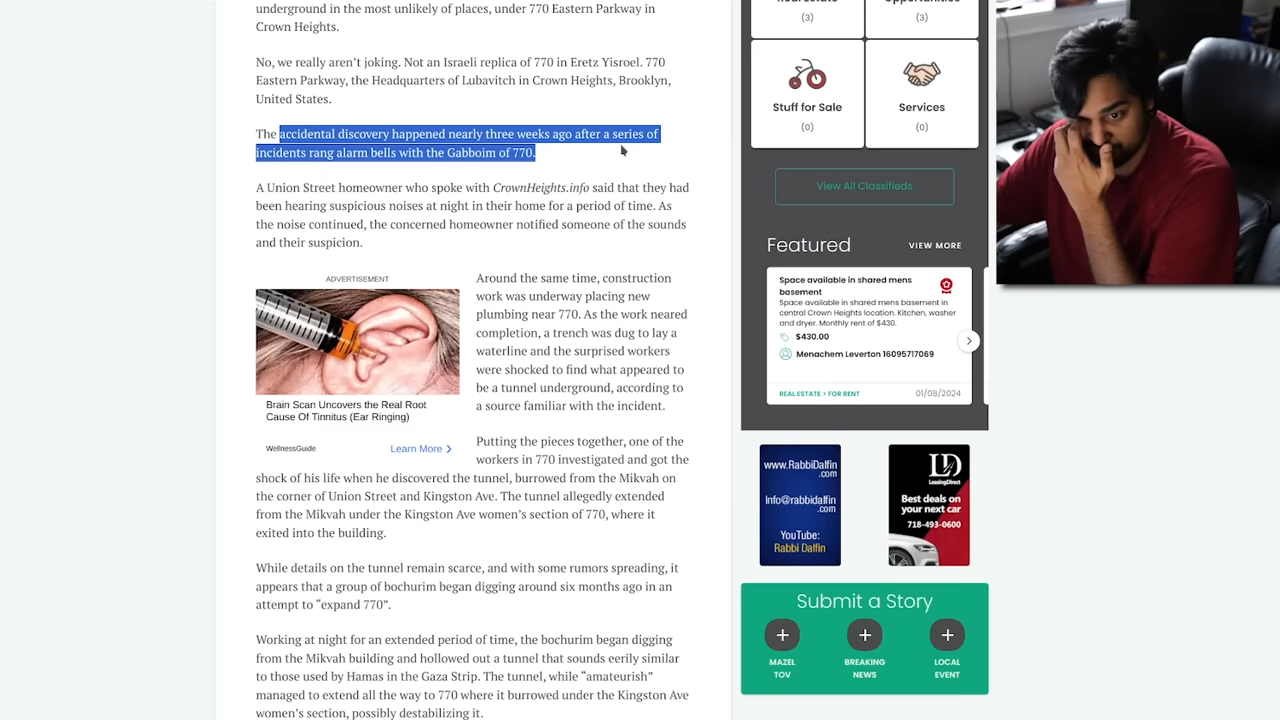 underground in the most unlikely of places, under 770 Eastern Parkway in
Crown Heights.
No, we really aren’t joking. Not an Israeli replica of 770 in Eretz Yisroel. 770
Eastern Parkway, the Headquarters of Lubavitch in Crown Heights, Brooklyn,
United States.
The accidental discovery happened nearly three weeks ago after a series of
incidents rang alarm bells with the Gabboim of 770.
A Union Street homeowner who spoke with CrownHeights.info said that they had
been hearing suspicious noises at night in their home for a period of time. As
the noise continued, the concerned homeowner notified someone of the sounds
and their suspicion.
ADVERTISEMENT
Brain Scan Uncovers the Real Root
Cause Of Tinnitus (Ear Ringing)
WellnessGuide
Learn More
Around the same time, construction
work was underway placing new
plumbing near 770. As the work neared
completion, a trench was dug to lay a
waterline and the surprised workers
were shocked to find what appeared to
be a tunnel underground, according to
a source familiar with the incident.
Putting the pieces together, one of the
workers in 770 investigated and got the
shock of his life when he discovered the tunnel, burrowed from the Mikvah on
the corner of Union Street and Kingston Ave. The tunnel allegedly extended
from the Mikvah under the Kingston Ave women’s section of 770, where it
exited into the building.
While details on the tunnel remain scarce, and with some rumors spreading, it
appears that a group of bochurim began digging around six months ago in an
attempt to “expand 770”.
Working at night for an extended period of time, the bochurim began digging
from the Mikvah building and hollowed out a tunnel that sounds eerily similar
to those used by Hamas in the Gaza Strip. The tunnel, while “amateurish”
managed to extend all the way to 770 where it burrowed under the Kingston Ave
women’s section, possibly destabilizing it.
(3)
(3)
Stuff for Sale
(0)
Services
(0)
View All Classifieds
Featured
VIEW MORE
Space available in shared mens
basement
Space available in shared mens basement in
central Crown Heights location. Kitchen, washer
and dryer. Monthly rent of $430.
$430.00
Menachem Leverton 16095717069
REAL ESTATE > FOR RENT
01/08/2024
www.RabbiDalfin
.com
Info@rabbidalfin
.com
YouTube:
Rabbi Dalfin
LD
LeasingDirect
Best deals on
your next car
718-493-0600
Submit a Story
MAZEL
TOV
BREAKING
NEWS
LOCAL
EVENT